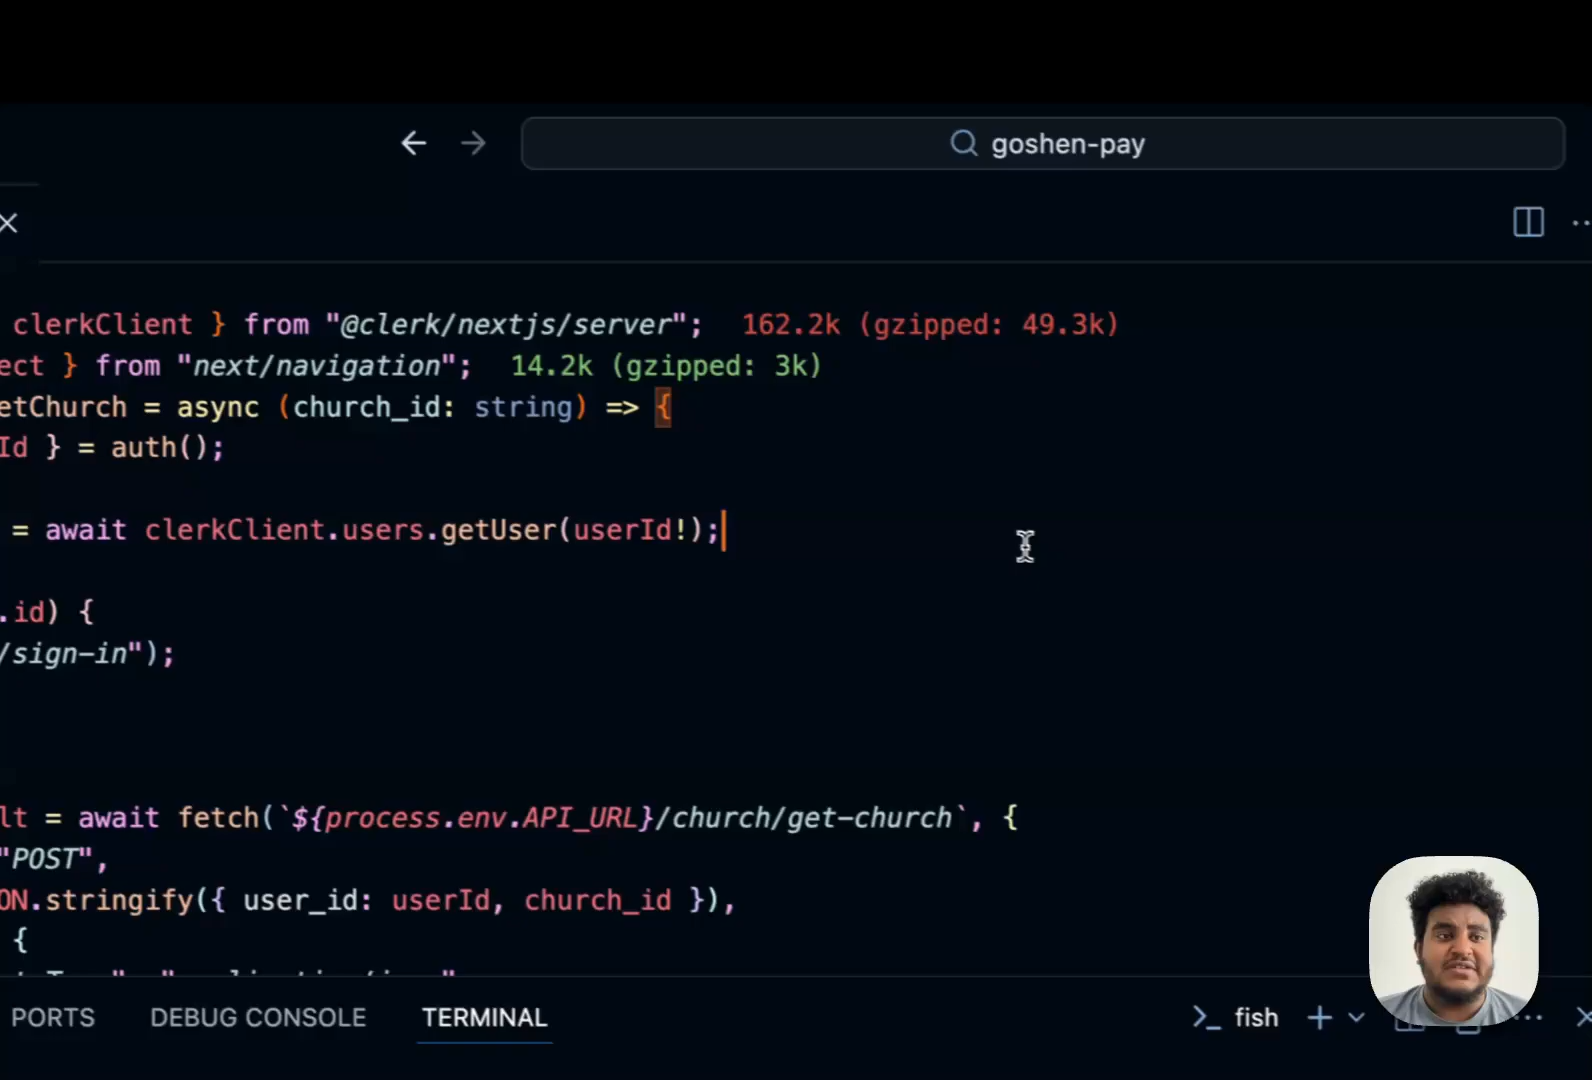 goshen-pay
clerkClient } from "@clerk/nextjs/server"; 162.2k (gzipped: 49.3k)
ect } from "next/navigation"; 14.2k (gzipped: 3k)
etChurch = async (church_id: string) => {
Id } = auth();
= await clerkClient.users.getUser(userId!);
.id) {
/sign-in");
lt = await fetch(`${process.env.API_URL}/church/get-church`, {
"POST",
ON.stringify({ user_id: userId, church_id }),
{
PORTS DEBUG CONSOLE TERMINAL fish